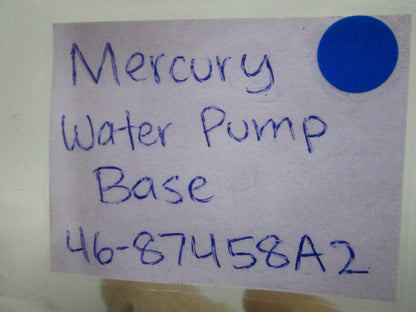 Mercury
Water Pump
Base
46-87458A2